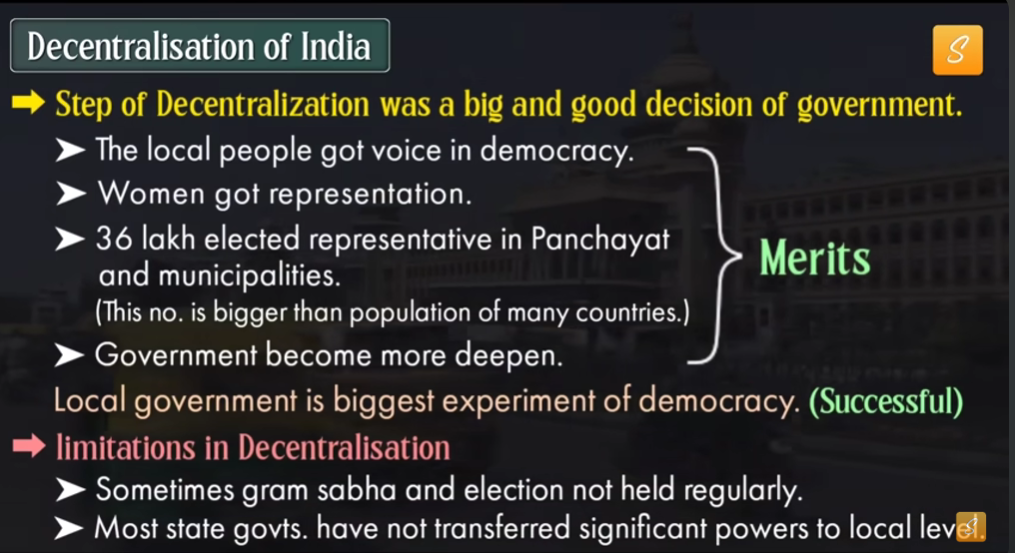 Decentralisation of India
S
➡ Step of Decentralization was a big and good decision of government.
➤ The local people got voice in democracy.
➤ Women got representation.
➤ 36 lakh elected representative in Panchayat
and municipalities.
(This no. is bigger than population of many countries.)
➤ Government become more deepen.
Merits
Local government is biggest experiment of democracy. (Successful)
➡ limitations in Decentralisation
➤ Sometimes gram sabha and election not held regularly.
➤ Most state govts. have not transferred significant powers to local level.
S